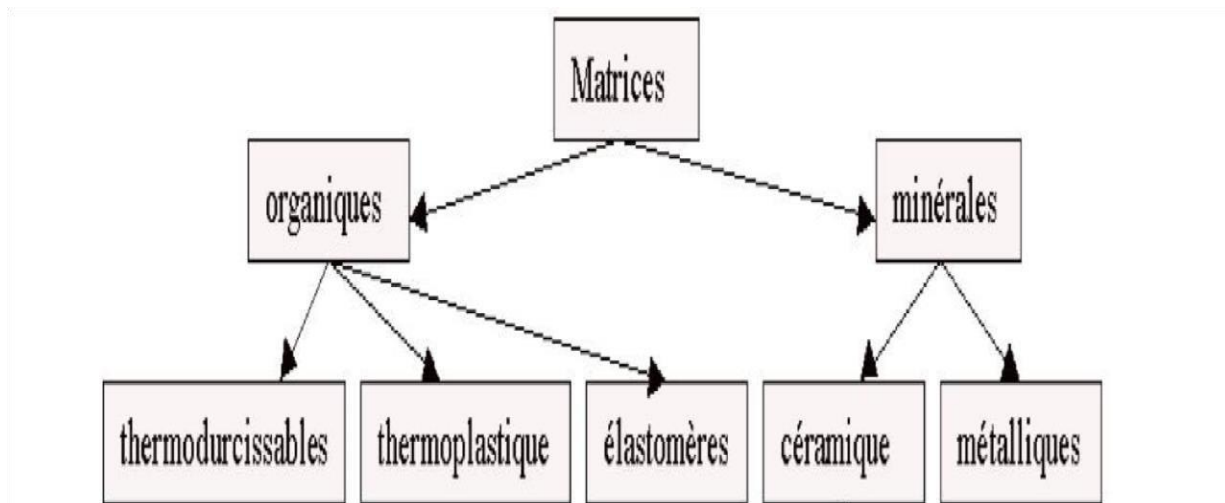 Matrices
organiques
minérales
thermodurcissables
thermoplastique
élastomères
céramique
métalliques